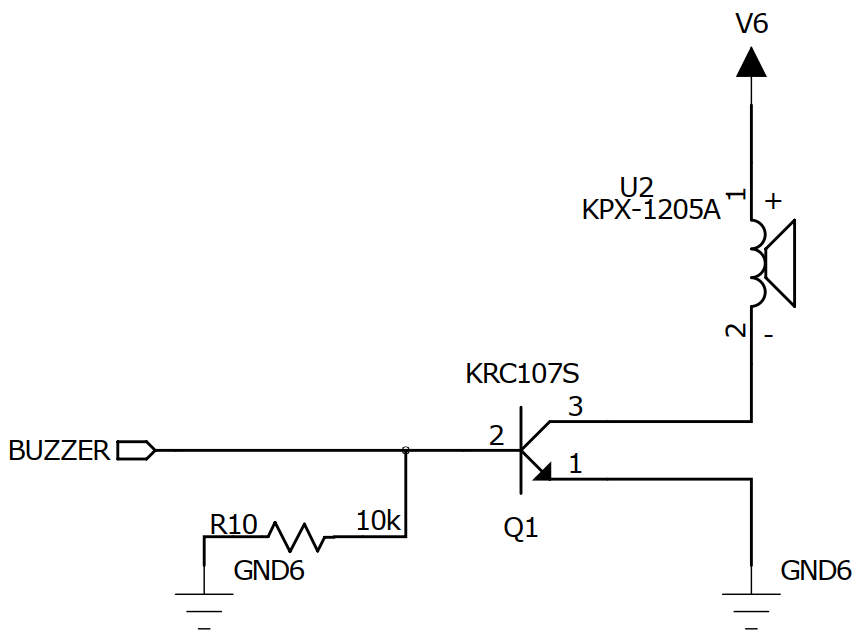 V6
U2
KPX-1205A
1
+
2
-
KRC107S
3
BUZZER
2
1
R10
10k
Q1
GND6
GND6